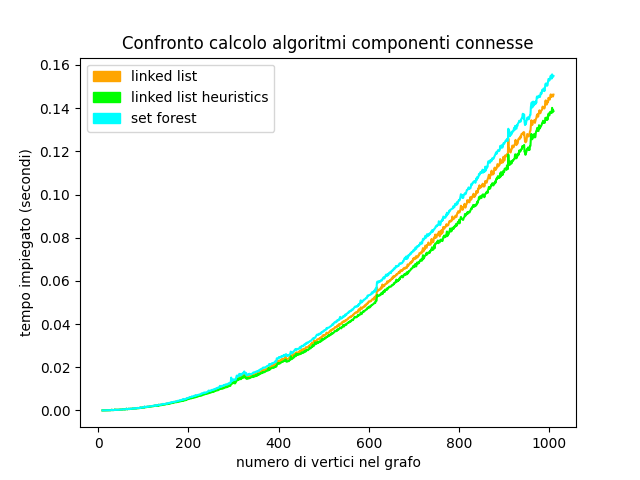 Confronto calcolo algoritmi componenti connesse
linked list
linked list heuristics
set forest
tempo impiegato (secondi)
0.16
0.14
0.12
0.10
0.08
0.06
0.04
0.02
0.00
0 200 400 600 800 1000
numero di vertici nel grafo